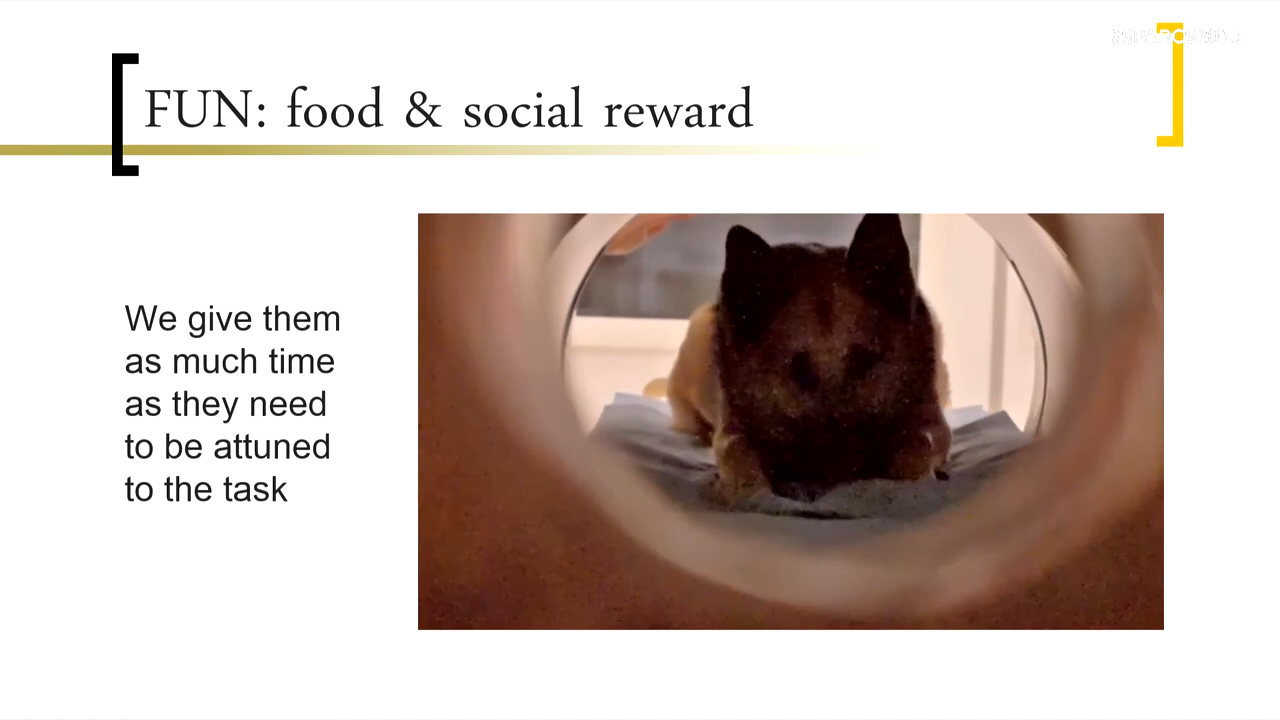 FUN: food & social reward
We give them
as much time
as they need
to be attuned
to the task